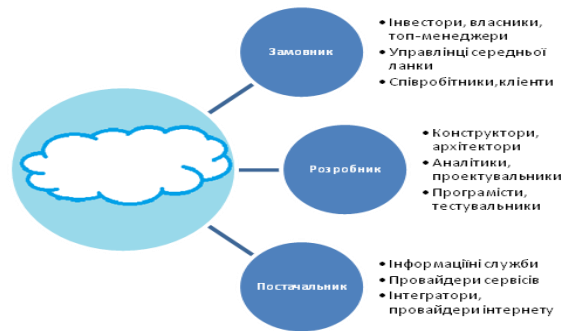 Замовник
• Інвестори, власники,
топ-менеджери
• Управлінці середньої
ланки
• Співробітники,клієнти
Розробник
• Конструктори,
архітектори
• Аналітики,
проектувальники
• Програмісти,
тестувальники
Постачальник
• Інформаціїні служби
• Провайдери сервісів
• Інтегратори,
провайдери інтернету